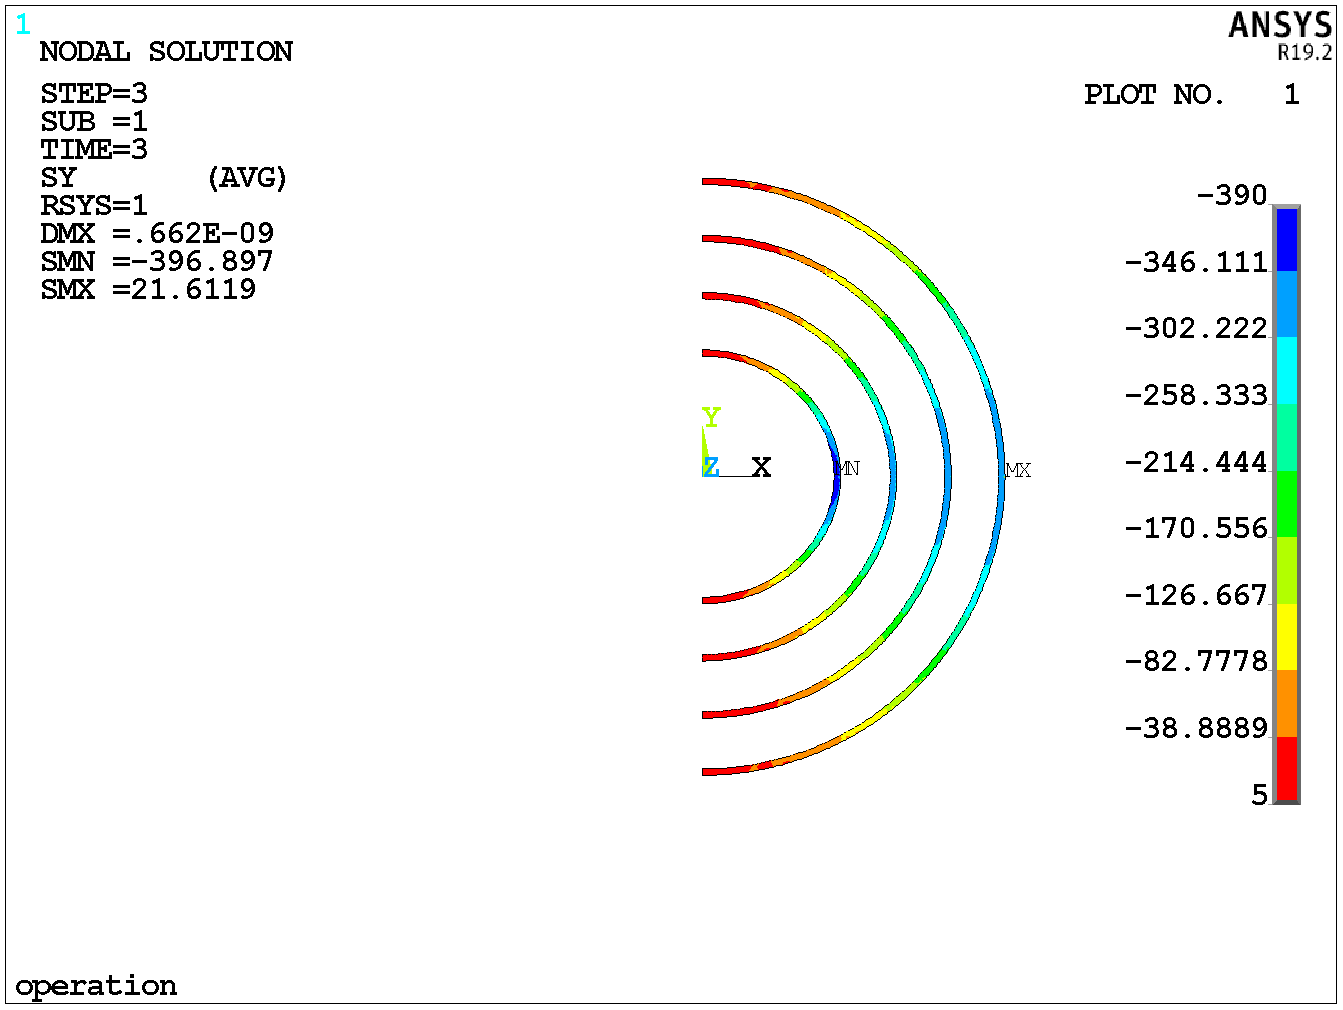 1
NODAL SOLUTION
STEP=3
SUB =1
TIME=3
SY (AVG)
RSYS=1
DMX =.662E-09
SMN =-396.897
SMX =21.6119
ANSYS
R19.2
PLOT NO. 1
-390
-346.111
-302.222
-258.333
-214.444
-170.556
-126.667
-82.7778
-38.8889
5
Y
Z X
MN
MX
operation